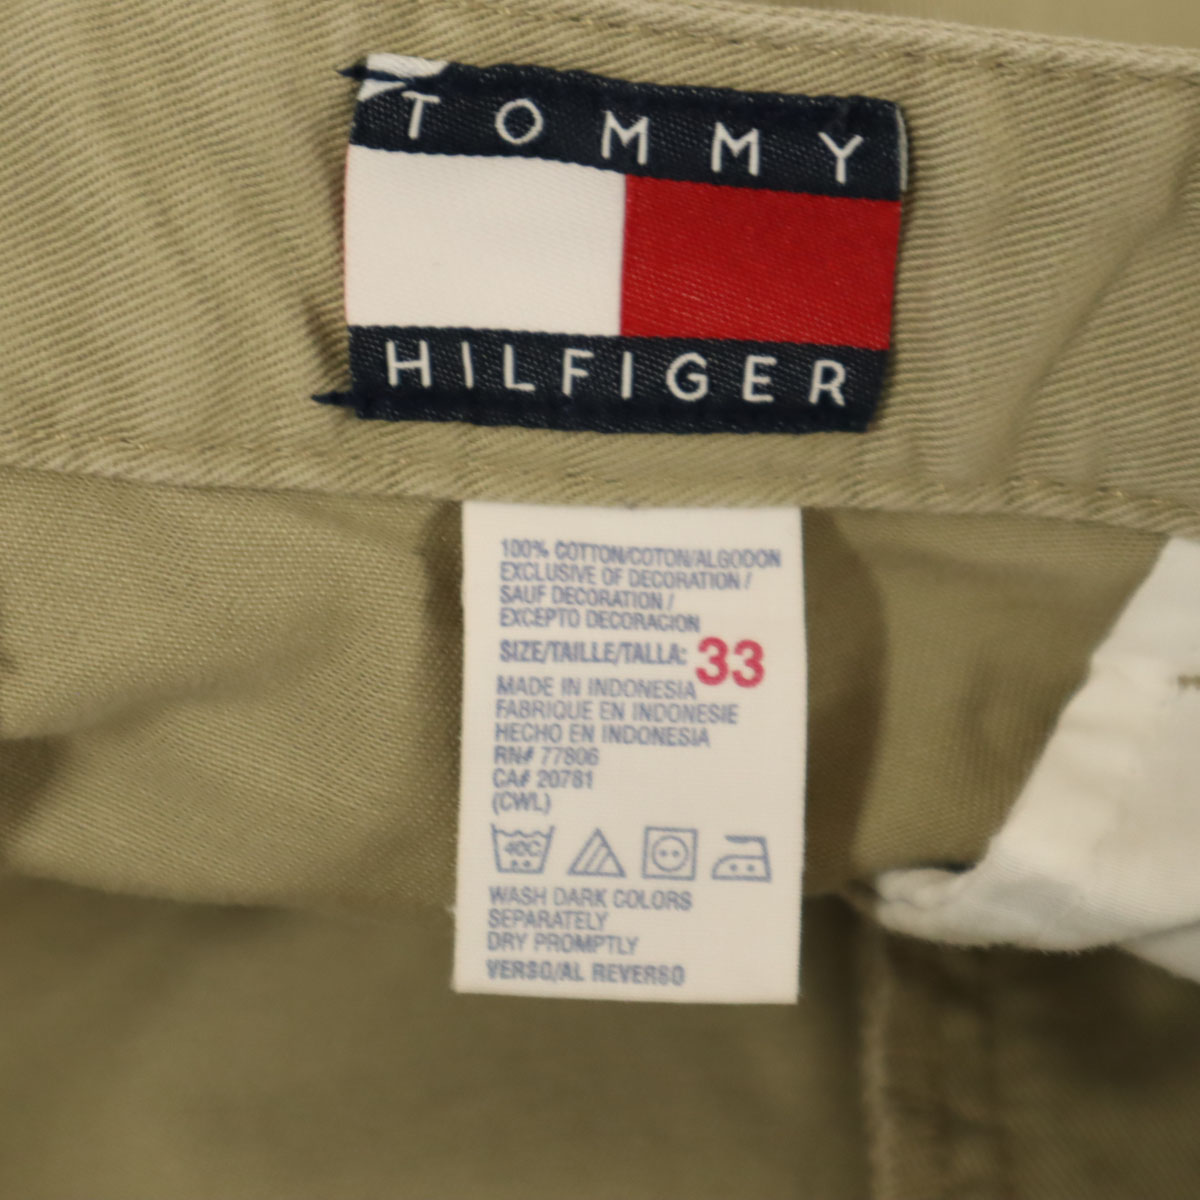 TOMMY
HILFIGER
100% COTTON/COTON/ALGODON
EXCLUSIVE OF DECORATION /
SAUF DECORATION /
EXCEPTO DECORACION
SIZE/TAILLE/TALLA: 33
MADE IN INDONESIA
FABRIQUE EN INDONESIE
HECHO EN INDONESIA
RN# 77806
CA# 20781
(CWL)
40C
WASH DARK COLORS
SEPARATELY
DRY PROMPTLY
VERSO/AL REVERSO